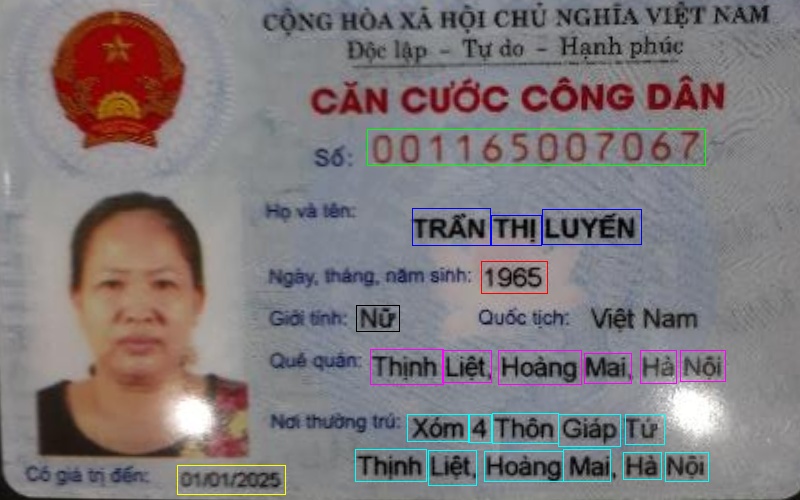 CỘNG HÒA XÃ HỘI CHỦ NGHĨA VIỆT NAM
Độc lập - Tự do - Hạnh phúc
CĂN CƯỚC CÔNG DÂN
Số: 001165007067
Họ và tên: TRẦN THỊ LUYẾN
Ngày, tháng, năm sinh: 1965
Giới tính: Nữ Quốc tịch: Việt Nam
Quê quán: Thịnh Liệt, Hoàng Mai, Hà Nội
Nơi thường trú: Xóm 4 Thôn Giáp Tứ
Thịnh Liệt, Hoàng Mai, Hà Nội
Có giá trị đến: 01/01/2025